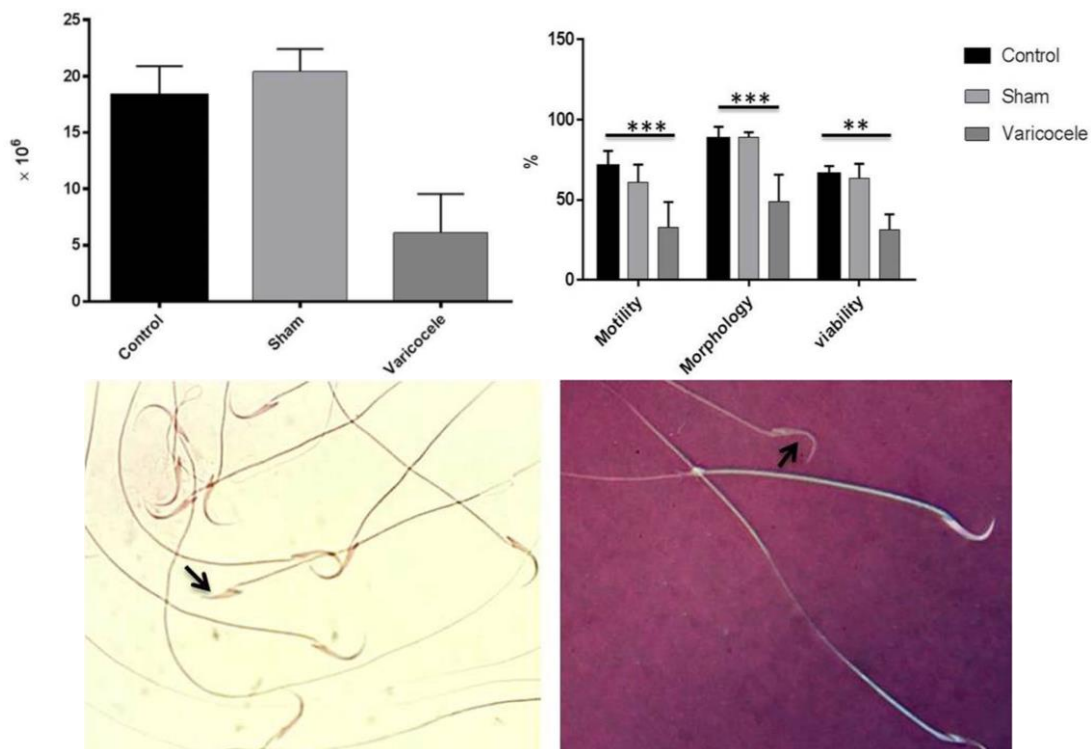 25
20
15
10
5
0
× 10⁶
Control
Sham
Varicocele
150
100
50
0
%
***
***
**
Motility
Morphology
viability
Control
Sham
Varicocele